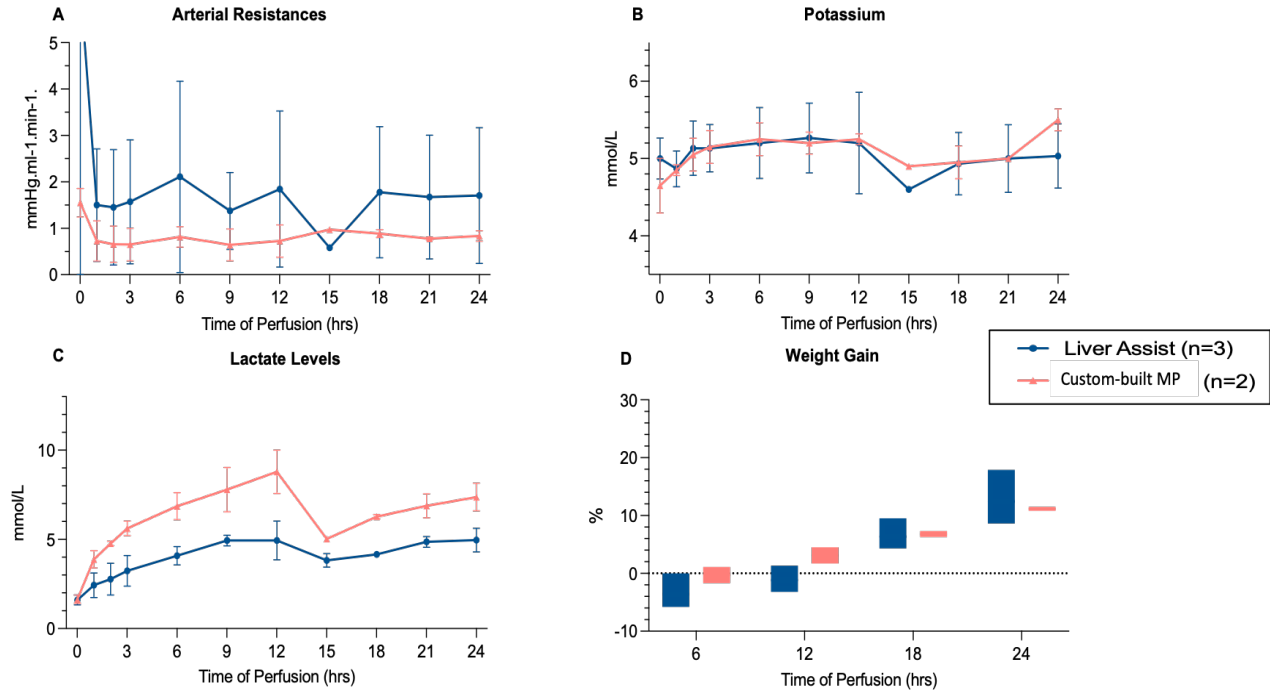 A Arterial Resistances
5
4
3
2
1
0
mmHg.ml-1.min-1.
0 3 6 9 12 15 18 21 24
Time of Perfusion (hrs)
B Potassium
6
5
4
mmol/L
0 3 6 9 12 15 18 21 24
Time of Perfusion (hrs)
Liver Assist (n=3)
Custom-built MP (n=2)
C Lactate Levels
10
5
0
mmol/L
0 3 6 9 12 15 18 21 24
Time of Perfusion (hrs)
D Weight Gain
30
20
10
0
-10
%
6 12 18 24
Time of Perfusion (hrs)